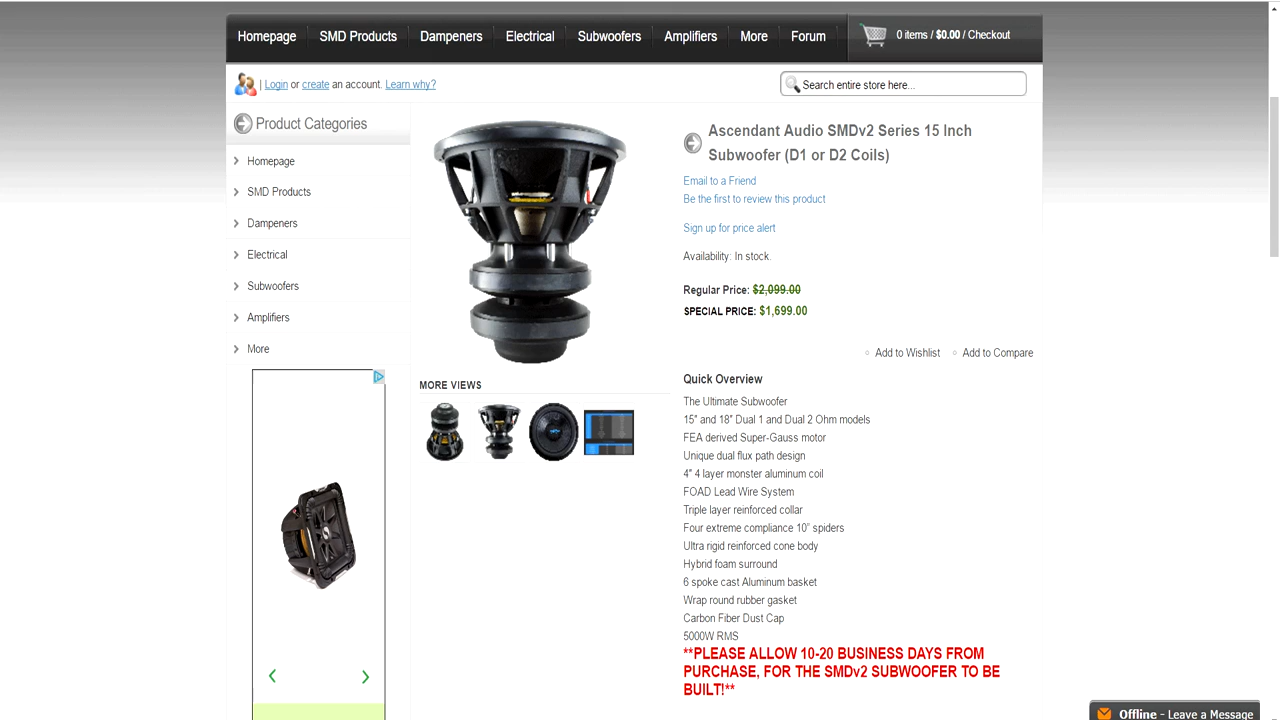 Homepage SMD Products Dampeners Electrical Subwoofers Amplifiers More Forum 0 items / $0.00 / Checkout
| Login or create an account. Learn why?
Search entire store here...
Product Categories
Homepage
SMD Products
Dampeners
Electrical
Subwoofers
Amplifiers
More
MORE VIEWS
Ascendant Audio SMDv2 Series 15 Inch
Subwoofer (D1 or D2 Coils)
Email to a Friend
Be the first to review this product
Sign up for price alert
Availability: In stock.
Regular Price: $2,099.00
SPECIAL PRICE: $1,699.00
Add to Wishlist Add to Compare
Quick Overview
The Ultimate Subwoofer
15″ and 18″ Dual 1 and Dual 2 Ohm models
FEA derived Super-Gauss motor
Unique dual flux path design
4″ 4 layer monster aluminum coil
FOAD Lead Wire System
Triple layer reinforced collar
Four extreme compliance 10″ spiders
Ultra rigid reinforced cone body
Hybrid foam surround
6 spoke cast Aluminum basket
Wrap round rubber gasket
Carbon Fiber Dust Cap
5000W RMS
**PLEASE ALLOW 10-20 BUSINESS DAYS FROM
PURCHASE, FOR THE SMDv2 SUBWOOFER TO BE
BUILT!**
Offline - Leave a Message